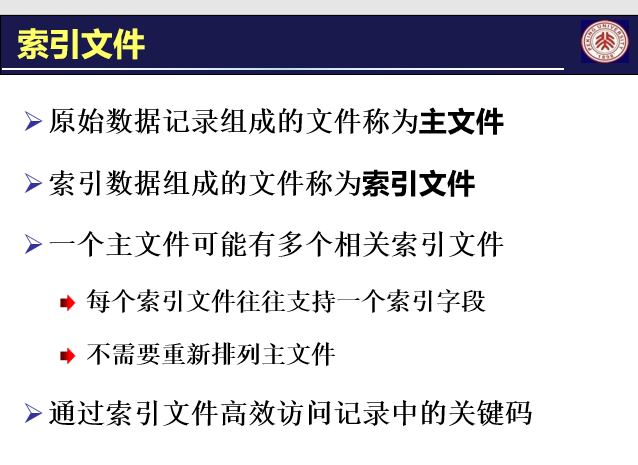 索引文件
原始数据记录组成的文件称为主文件
索引数据组成的文件称为索引文件
一个主文件可能有多个相关索引文件
每个索引文件往往支持一个索引字段
不需要重新排列主文件
通过索引文件高效访问记录中的关键码